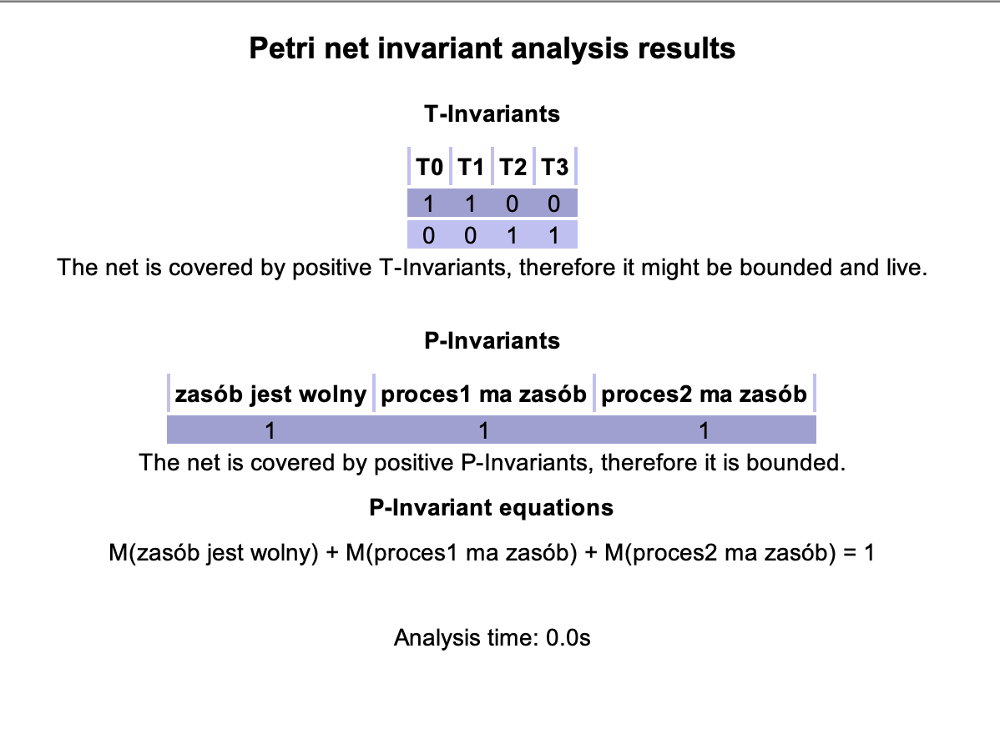 Petri net invariant analysis results
T-Invariants
T0 T1 T2 T3
1 1 0 0
0 0 1 1
The net is covered by positive T-Invariants, therefore it might be bounded and live.
P-Invariants
zasób jest wolny proces1 ma zasób proces2 ma zasób
1 1 1
The net is covered by positive P-Invariants, therefore it is bounded.
P-Invariant equations
M(zasób jest wolny) + M(proces1 ma zasób) + M(proces2 ma zasób) = 1
Analysis time: 0.0s